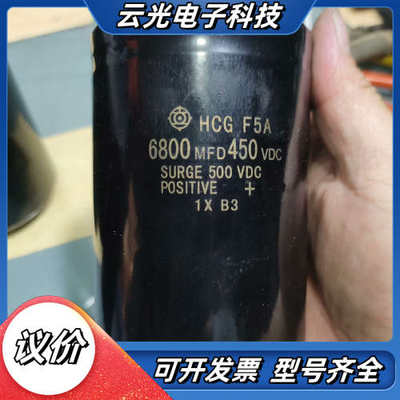 云光电子科技
HCG F5A
6800 MFD 450 VDC
SURGE 500 VDC
POSITIVE +
1X B3
议价
可开发票 型号齐全